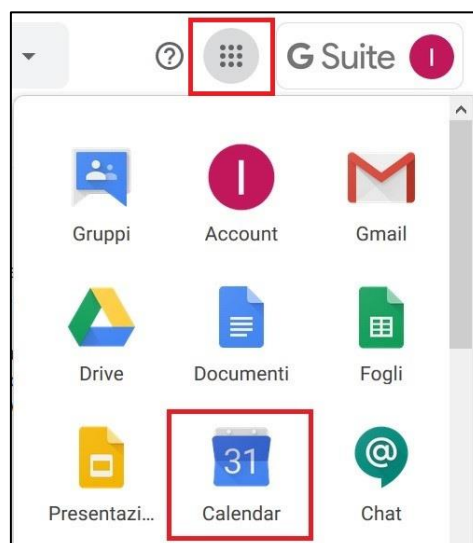 G Suite I
Gruppi Account Gmail
Drive Documenti Fogli
31 @
Presentazi... Calendar Chat